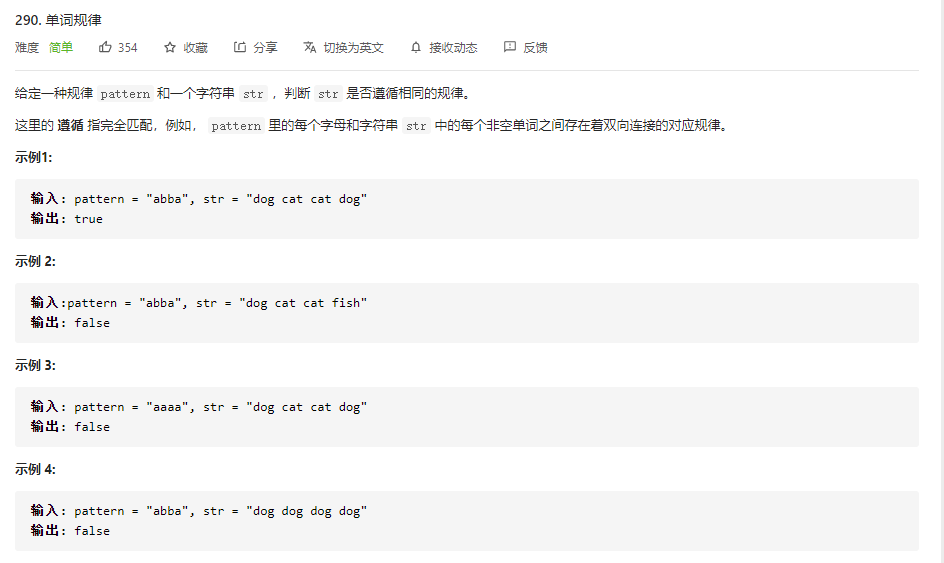 290. 单词规律
难度 简单 354 收藏 分享 切换为英文 接收动态 反馈
给定一种规律 pattern 和一个字符串 str ，判断 str 是否遵循相同的规律。
这里的 遵循 指完全匹配，例如， pattern 里的每个字母和字符串 str 中的每个非空单词之间存在着双向连接的对应规律。
示例1:
输入: pattern = "abba", str = "dog cat cat dog"
输出: true
示例 2:
输入:pattern = "abba", str = "dog cat cat fish"
输出: false
示例 3:
输入: pattern = "aaaa", str = "dog cat cat dog"
输出: false
示例 4:
输入: pattern = "abba", str = "dog dog dog dog"
输出: false